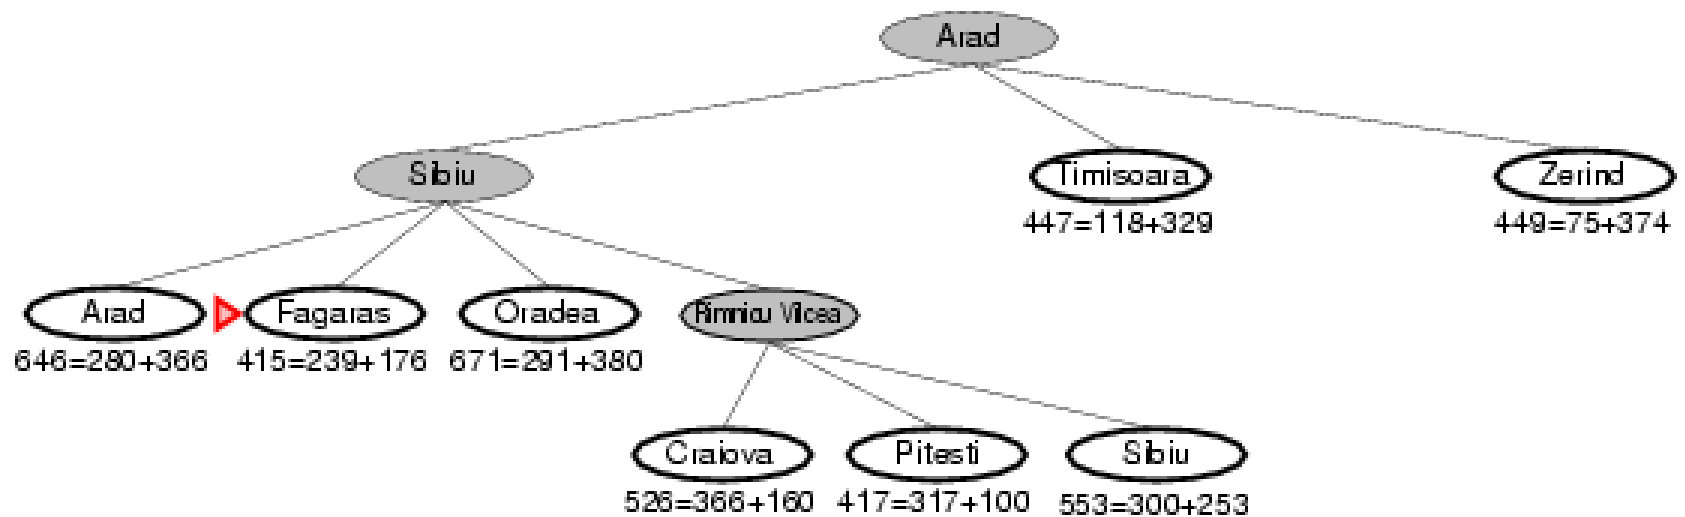 Arad
Sibiu
Timisoara
Zerind
447=118+329
449=75+374
Arad
Fagaras
Oradea
Rimnicu Vilcea
646=280+366
415=239+176
671=291+380
Craiova
Pitesti
Sibiu
526=366+160
417=317+100
553=300+253